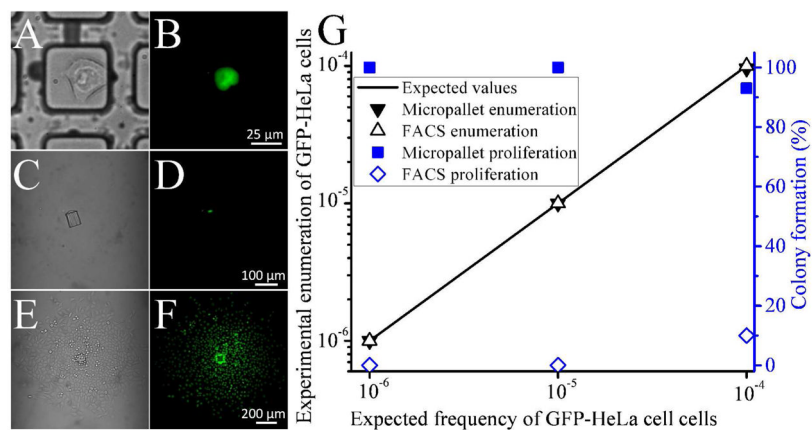 A
B
25 µm
C
D
100 µm
E
F
200 µm
G
Experimental enumeration of GFP-HeLa cells
10⁻⁴
10⁻⁵
10⁻⁶
Expected values
Micropallet enumeration
FACS enumeration
Micropallet proliferation
FACS proliferation
100
80
60
40
20
0
Colony formation (%)
10⁻⁶ 10⁻⁵ 10⁻⁴
Expected frequency of GFP-HeLa cell cells